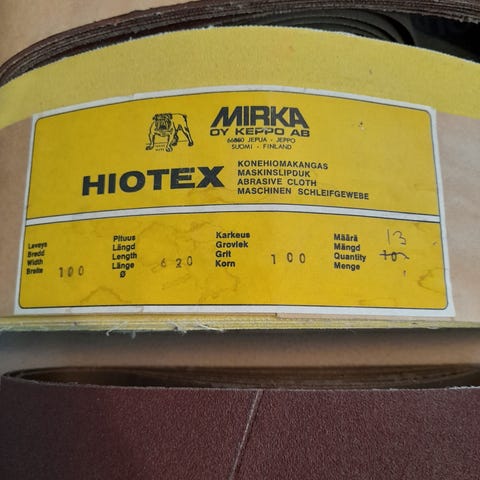 MIRKA
OY KEPPO AB
66850 JEPUA - JEPPO
SUOMI - FINLAND
HIOTEX
KONEHIOMAKANGAS
MASKINSLIPDUK
ABRASIVE CLOTH
MASCHINEN SCHLEIFGEWEBE
Leveys
Bredd
Width
Breite 100
Pituus
Längd
Length
Länge 620
Ø
Karkeus
Grovlek
Grit
Korn 100
Määrä 13
Mängd
Quantity 10
Menge